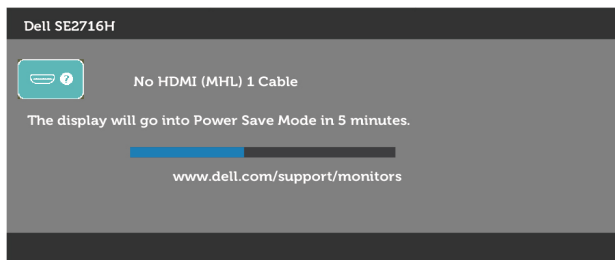 Dell SE2716H
?
No HDMI (MHL) 1 Cable
The display will go into Power Save Mode in 5 minutes.
www.dell.com/support/monitors